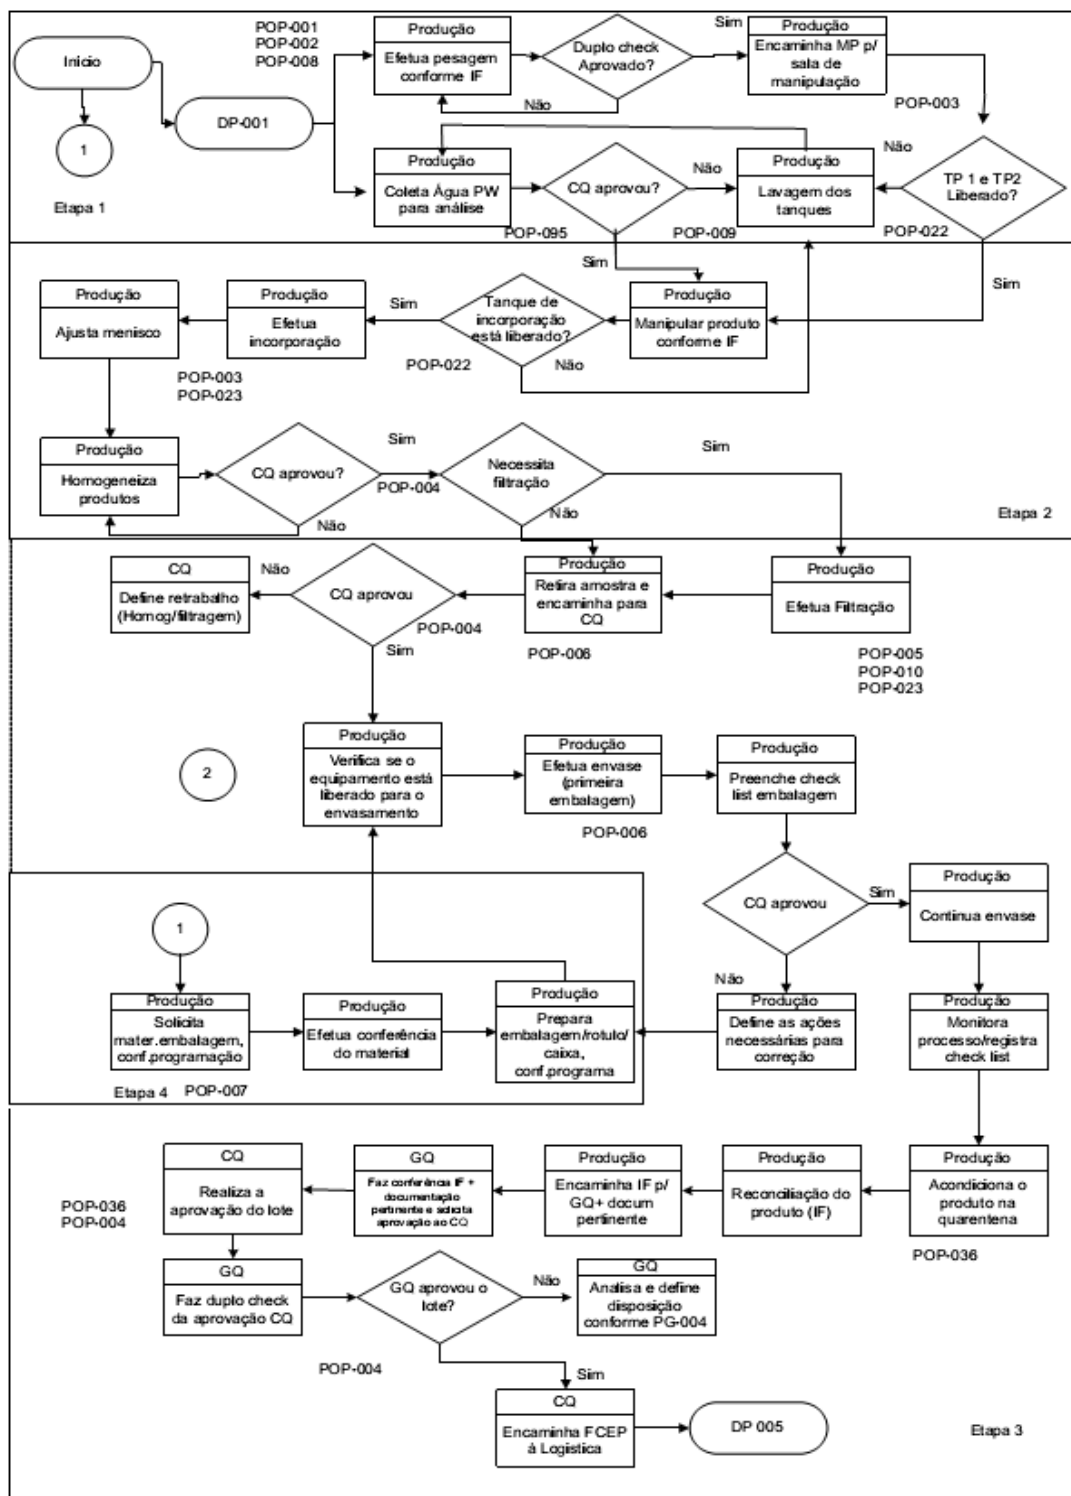 POP-001
POP-002
POP-008
Inicio
1
Etapa 1
DP-001
Produção
Efetua pesagem
conforme IF
Duplo check
Aprovado?
Sim
Não
Produção
Encaminha MP p/
sala de
manipulação
POP-003
Produção
Coleta Água PW
para análise
CQ aprovou?
Não
Produção
Lavagem dos
tanques
Não
TP 1 e TP2
Liberado?
POP-095
POP-009
POP-022
Sim
Sim
Produção
Ajusta menisco
Produção
Efetua
incorporação
Sim
Tanque de
incorporação
está liberado?
Produção
Manipular produto
conforme IF
POP-003
POP-023
POP-022
Não
Produção
Homogeneiza
produtos
CQ aprovou?
Sim
POP-004
Necessita
filtração
Sim
Não
Não
Etapa 2
CQ
Define retrabalho
(Homog/filtragem)
Não
CQ aprovou
POP-004
Sim
Produção
Retira amostra e
encaminha para
CQ
POP-006
Produção
Efetua Filtração
POP-005
POP-010
POP-023
2
Produção
Verifica se o
equipamento está
liberado para o
envasamento
Produção
Efetua envase
(primeira
embalagem)
POP-006
Produção
Preenche check
list embalagem
CQ aprovou
Sim
Produção
Continua envase
Não
1
Produção
Solicita
mater.embalagem,
conf.programação
Produção
Efetua conferência
do material
Produção
Prepara
embalagem/rotulo/
caixa,
conf.programa
Produção
Define as ações
necessárias para
correção
Produção
Monitora
processo/registra
check list
Etapa 4
POP-007
POP-036
POP-004
CQ
Realiza a
aprovação do lote
GQ
Faz conferência IF +
documentação
pertinente e solicita
aprovação ao CQ
Produção
Encaminha IF p/
GQ+ docum
pertinente
Produção
Reconciliação do
produto (IF)
Produção
Acondiciona o
produto na
quarentena
POP-036
GQ
Faz duplo check
da aprovação CQ
GQ aprovou o
lote?
Não
GQ
Analisa e define
disposição
conforme PG-004
POP-004
Sim
CQ
Encaminha FCEP
à Logistica
DP 005
Etapa 3